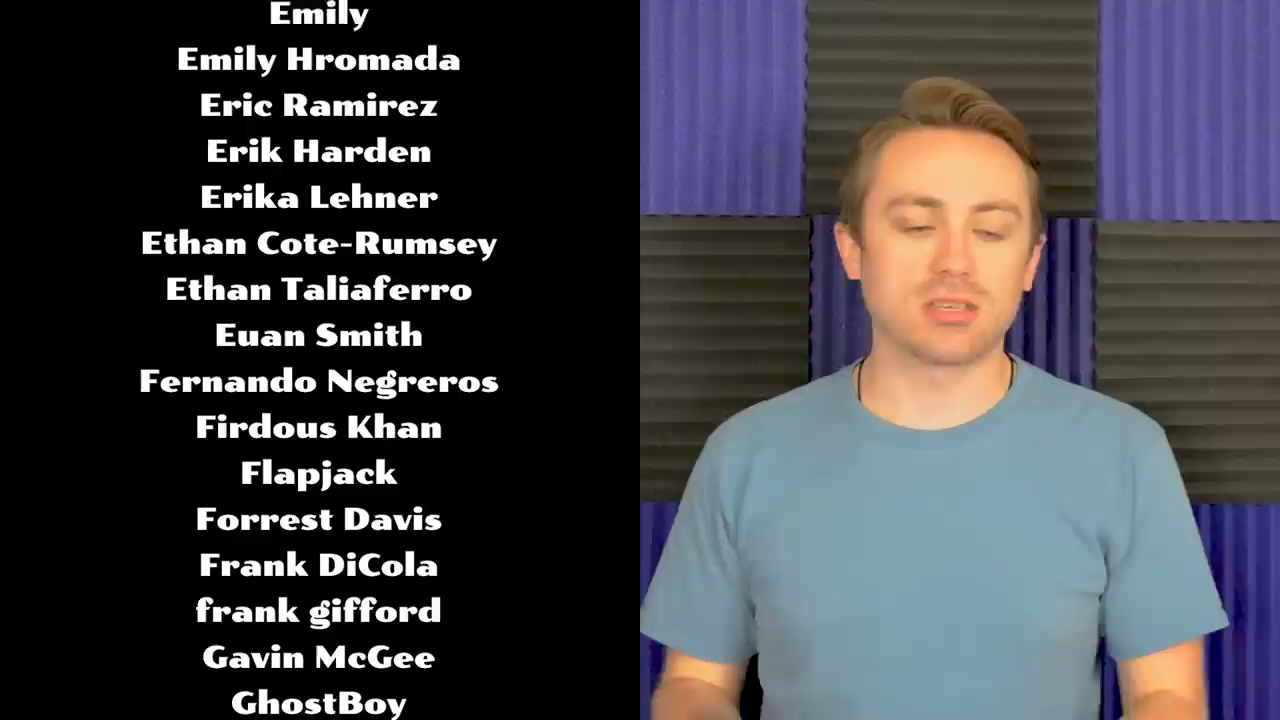 Emily
Emily Hromada
Eric Ramirez
Erik Harden
Erika Lehner
Ethan Cote-Rumsey
Ethan Taliaferro
Euan Smith
Fernando Negreros
Firdous Khan
Flapjack
Forrest Davis
Frank DiCola
frank gifford
Gavin McGee
GhostBoy